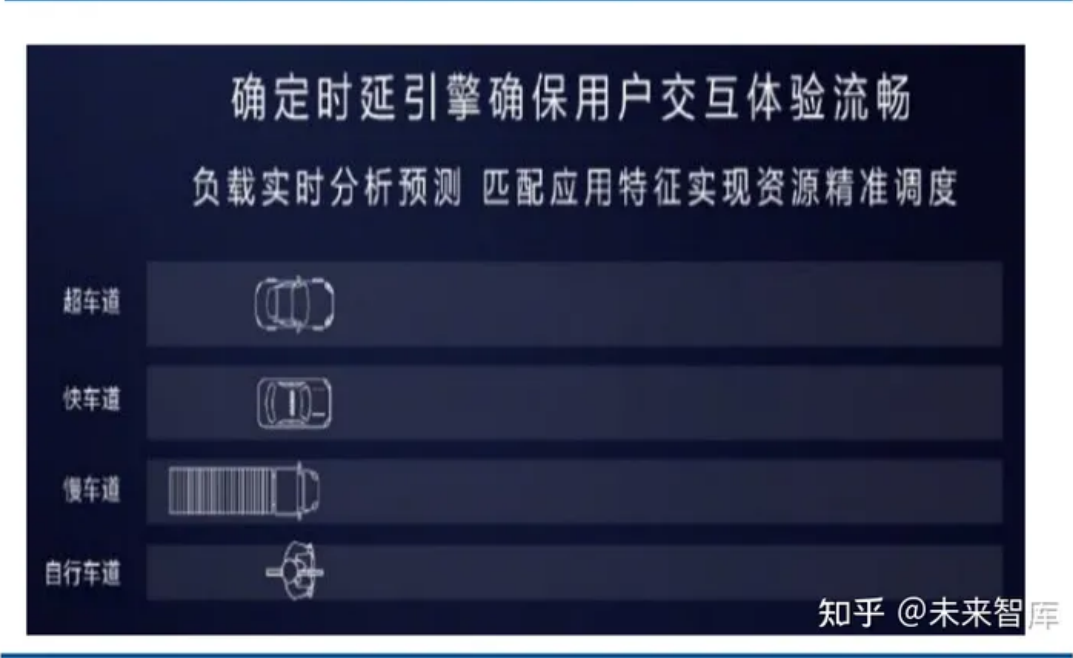 确定时延引擎确保用户交互体验流畅
负载实时分析预测 匹配应用特征实现资源精准调度
超车道
快车道
慢车道
自行车道
知乎 @未来智库